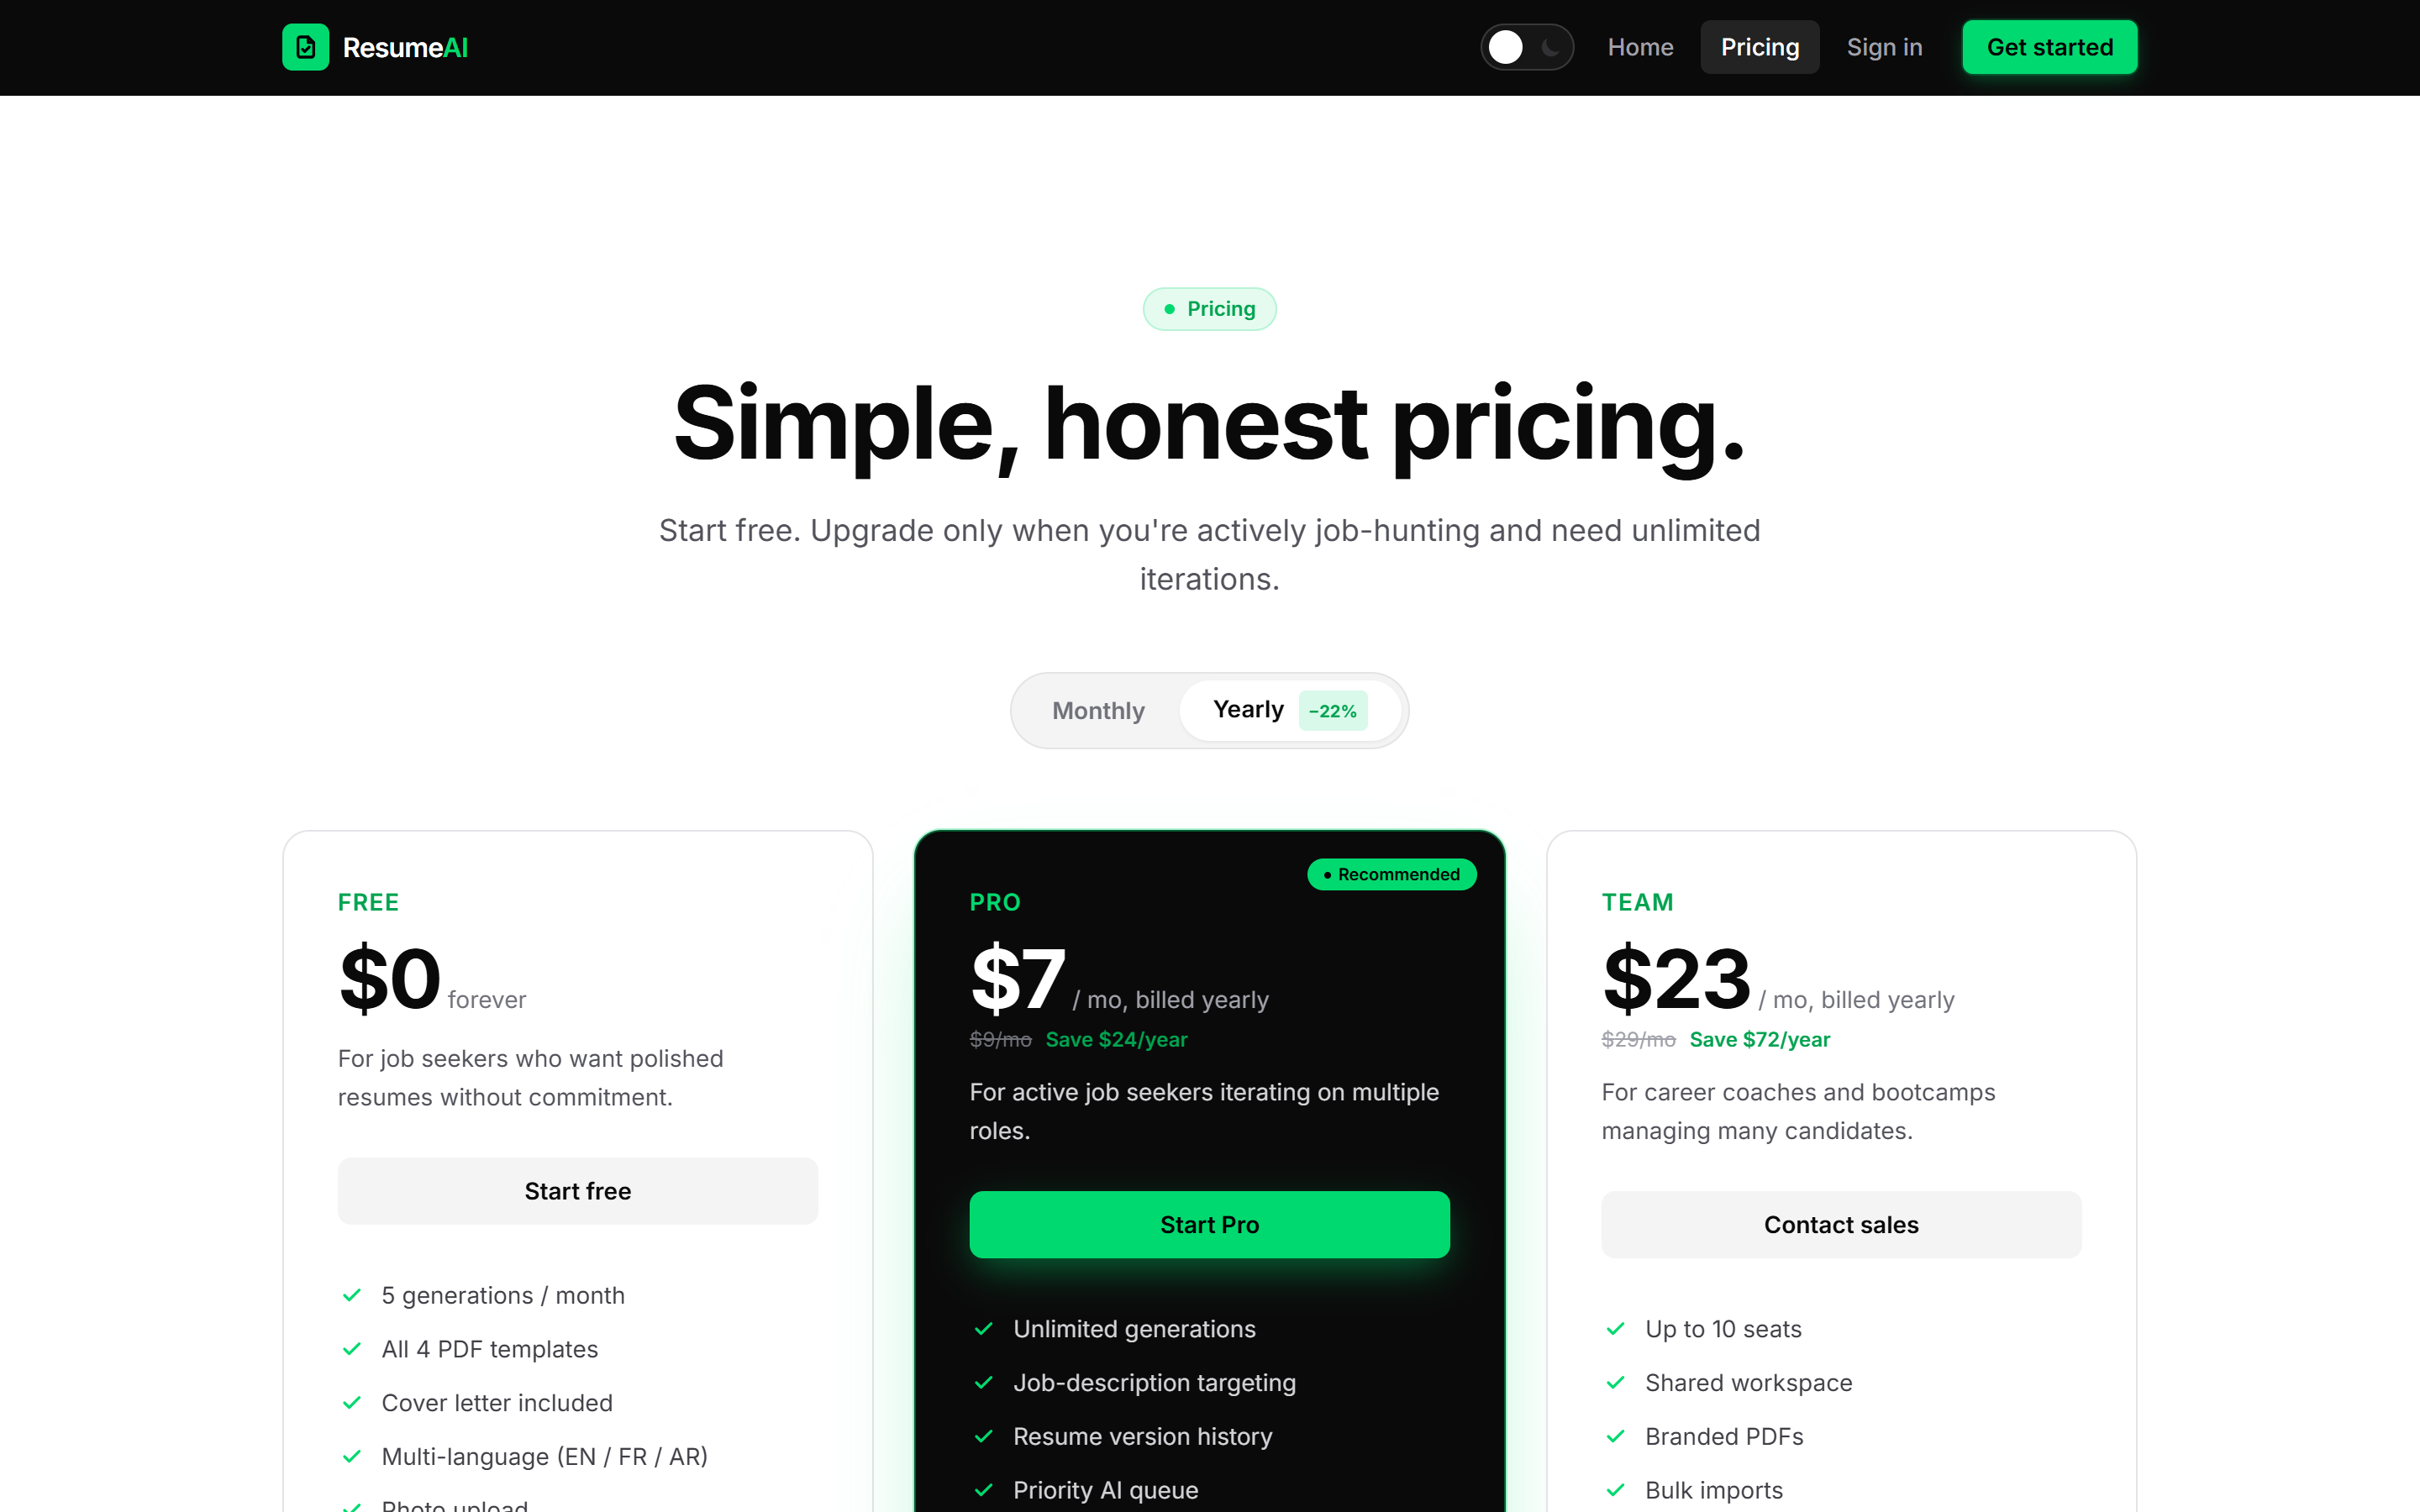 ResumeAI
Home
Pricing
Sign in
Get started
Pricing
Simple, honest pricing.
Start free. Upgrade only when you're actively job-hunting and need unlimited
iterations.
Monthly
Yearly
−22%
FREE
$0 forever
For job seekers who want polished
resumes without commitment.
Start free
5 generations / month
All 4 PDF templates
Cover letter included
Multi-language (EN / FR / AR)
Photo upload
Recommended
PRO
$7 / mo, billed yearly
$9/mo Save $24/year
For active job seekers iterating on multiple
roles.
Start Pro
Unlimited generations
Job-description targeting
Resume version history
Priority AI queue
TEAM
$23 / mo, billed yearly
$29/mo Save $72/year
For career coaches and bootcamps
managing many candidates.
Contact sales
Up to 10 seats
Shared workspace
Branded PDFs
Bulk imports